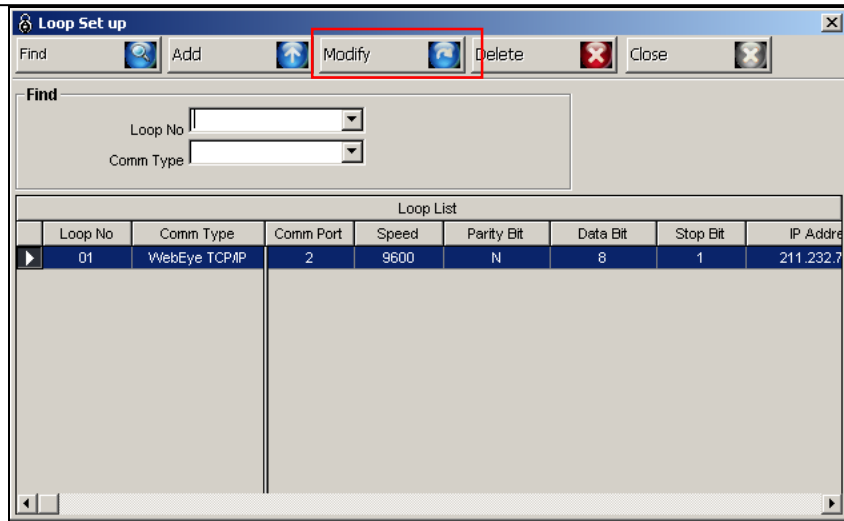 Loop Set up
Find Add Modify Delete Close
Find
Loop No
Comm Type
Loop List
Loop No Comm Type Comm Port Speed Parity Bit Data Bit Stop Bit IP Addre
01 WebEye TCP/IP 2 9600 N 8 1 211.232.7